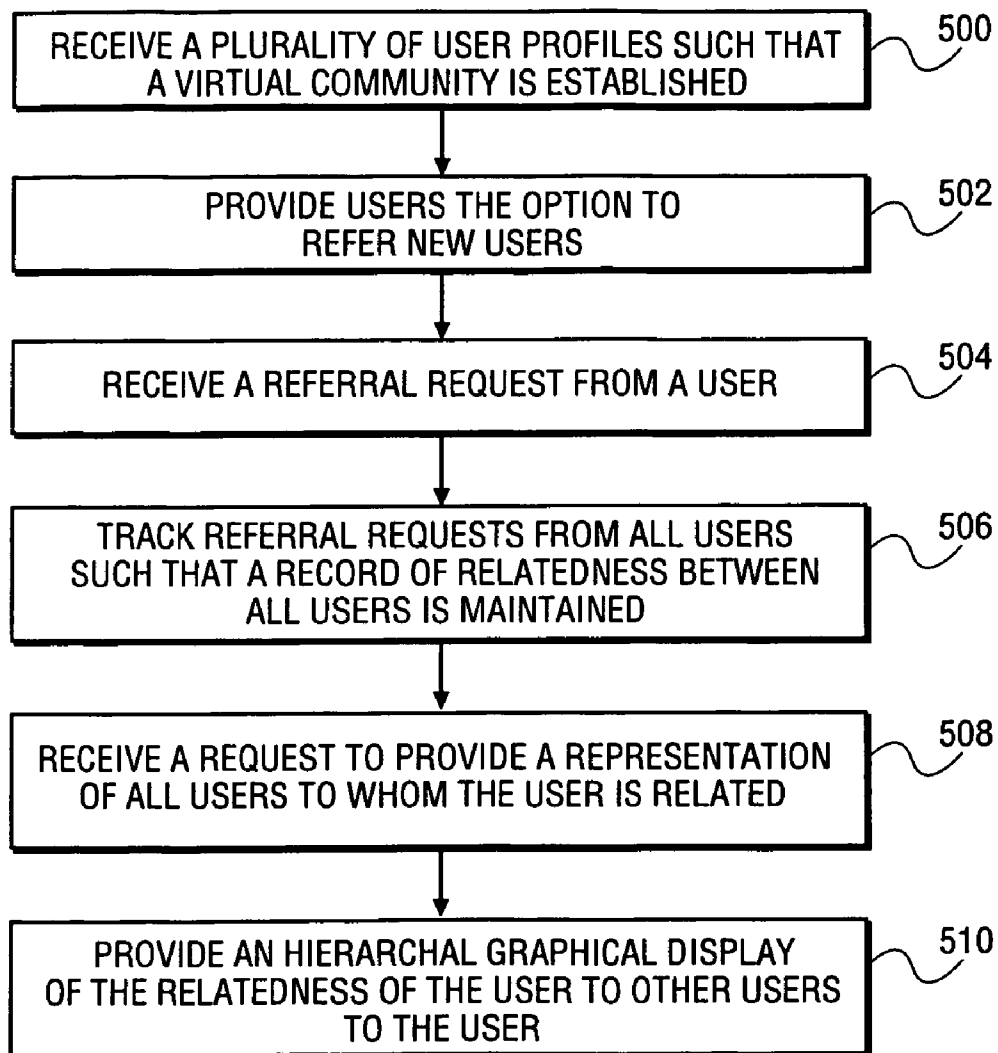 RECEIVE A PLURALITY OF USER PROFILES SUCH THAT
A VIRTUAL COMMUNITY IS ESTABLISHED
500
PROVIDE USERS THE OPTION TO
REFER NEW USERS
502
RECEIVE A REFERRAL REQUEST FROM A USER
504
TRACK REFERRAL REQUESTS FROM ALL USERS
SUCH THAT A RECORD OF RELATEDNESS BETWEEN
ALL USERS IS MAINTAINED
506
RECEIVE A REQUEST TO PROVIDE A REPRESENTATION
OF ALL USERS TO WHOM THE USER IS RELATED
508
PROVIDE AN HIERARCHAL GRAPHICAL DISPLAY
OF THE RELATEDNESS OF THE USER TO OTHER USERS
TO THE USER
510